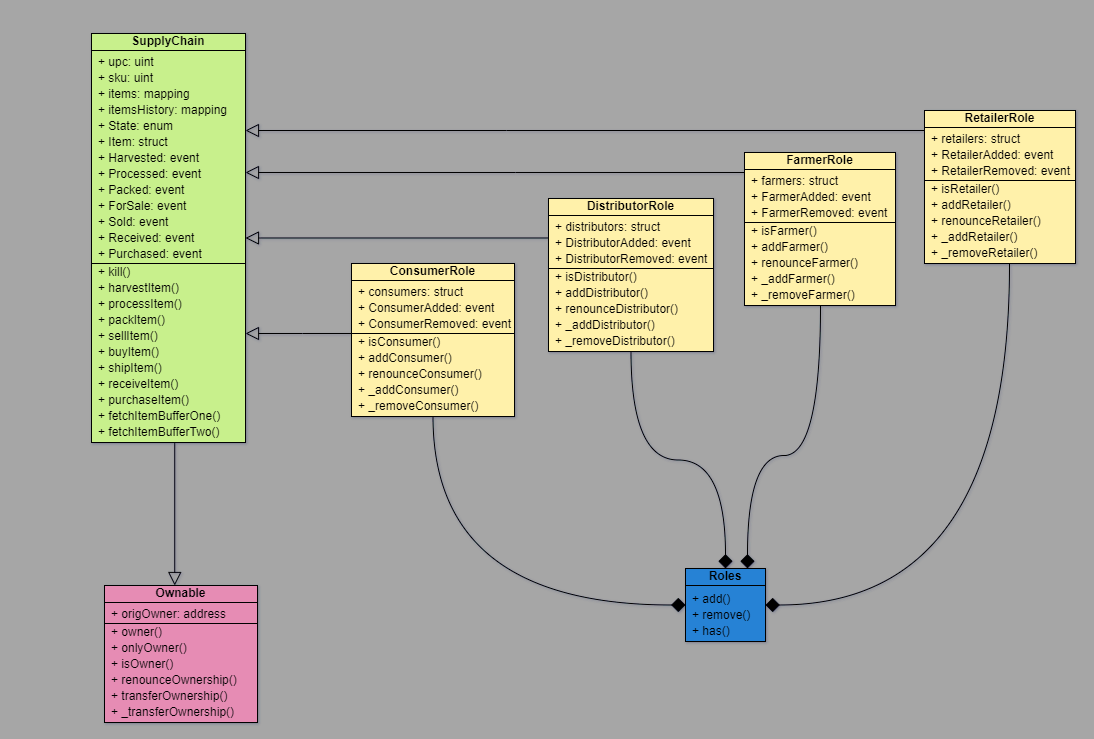 SupplyChain
+ upc: uint
+ sku: uint
+ items: mapping
+ itemsHistory: mapping
+ State: enum
+ Item: struct
+ Harvested: event
+ Processed: event
+ Packed: event
+ ForSale: event
+ Sold: event
+ Received: event
+ Purchased: event
+ kill()
+ harvestItem()
+ processItem()
+ packItem()
+ sellItem()
+ buyItem()
+ shipItem()
+ receiveItem()
+ purchaseItem()
+ fetchItemBufferOne()
+ fetchItemBufferTwo()
ConsumerRole
+ consumers: struct
+ ConsumerAdded: event
+ ConsumerRemoved: event
+ isConsumer()
+ addConsumer()
+ renounceConsumer()
+ _addConsumer()
+ _removeConsumer()
DistributorRole
+ distributors: struct
+ DistributorAdded: event
+ DistributorRemoved: event
+ isDistributor()
+ addDistributor()
+ renounceDistributor()
+ _addDistributor()
+ _removeDistributor()
FarmerRole
+ farmers: struct
+ FarmerAdded: event
+ FarmerRemoved: event
+ isFarmer()
+ addFarmer()
+ renounceFarmer()
+ _addFarmer()
+ _removeFarmer()
RetailerRole
+ retailers: struct
+ RetailerAdded: event
+ RetailerRemoved: event
+ isRetailer()
+ addRetailer()
+ renounceRetailer()
+ _addRetailer()
+ _removeRetailer()
Ownable
+ origOwner: address
+ owner()
+ onlyOwner()
+ isOwner()
+ renounceOwnership()
+ transferOwnership()
+ _transferOwnership()
Roles
+ add()
+ remove()
+ has()